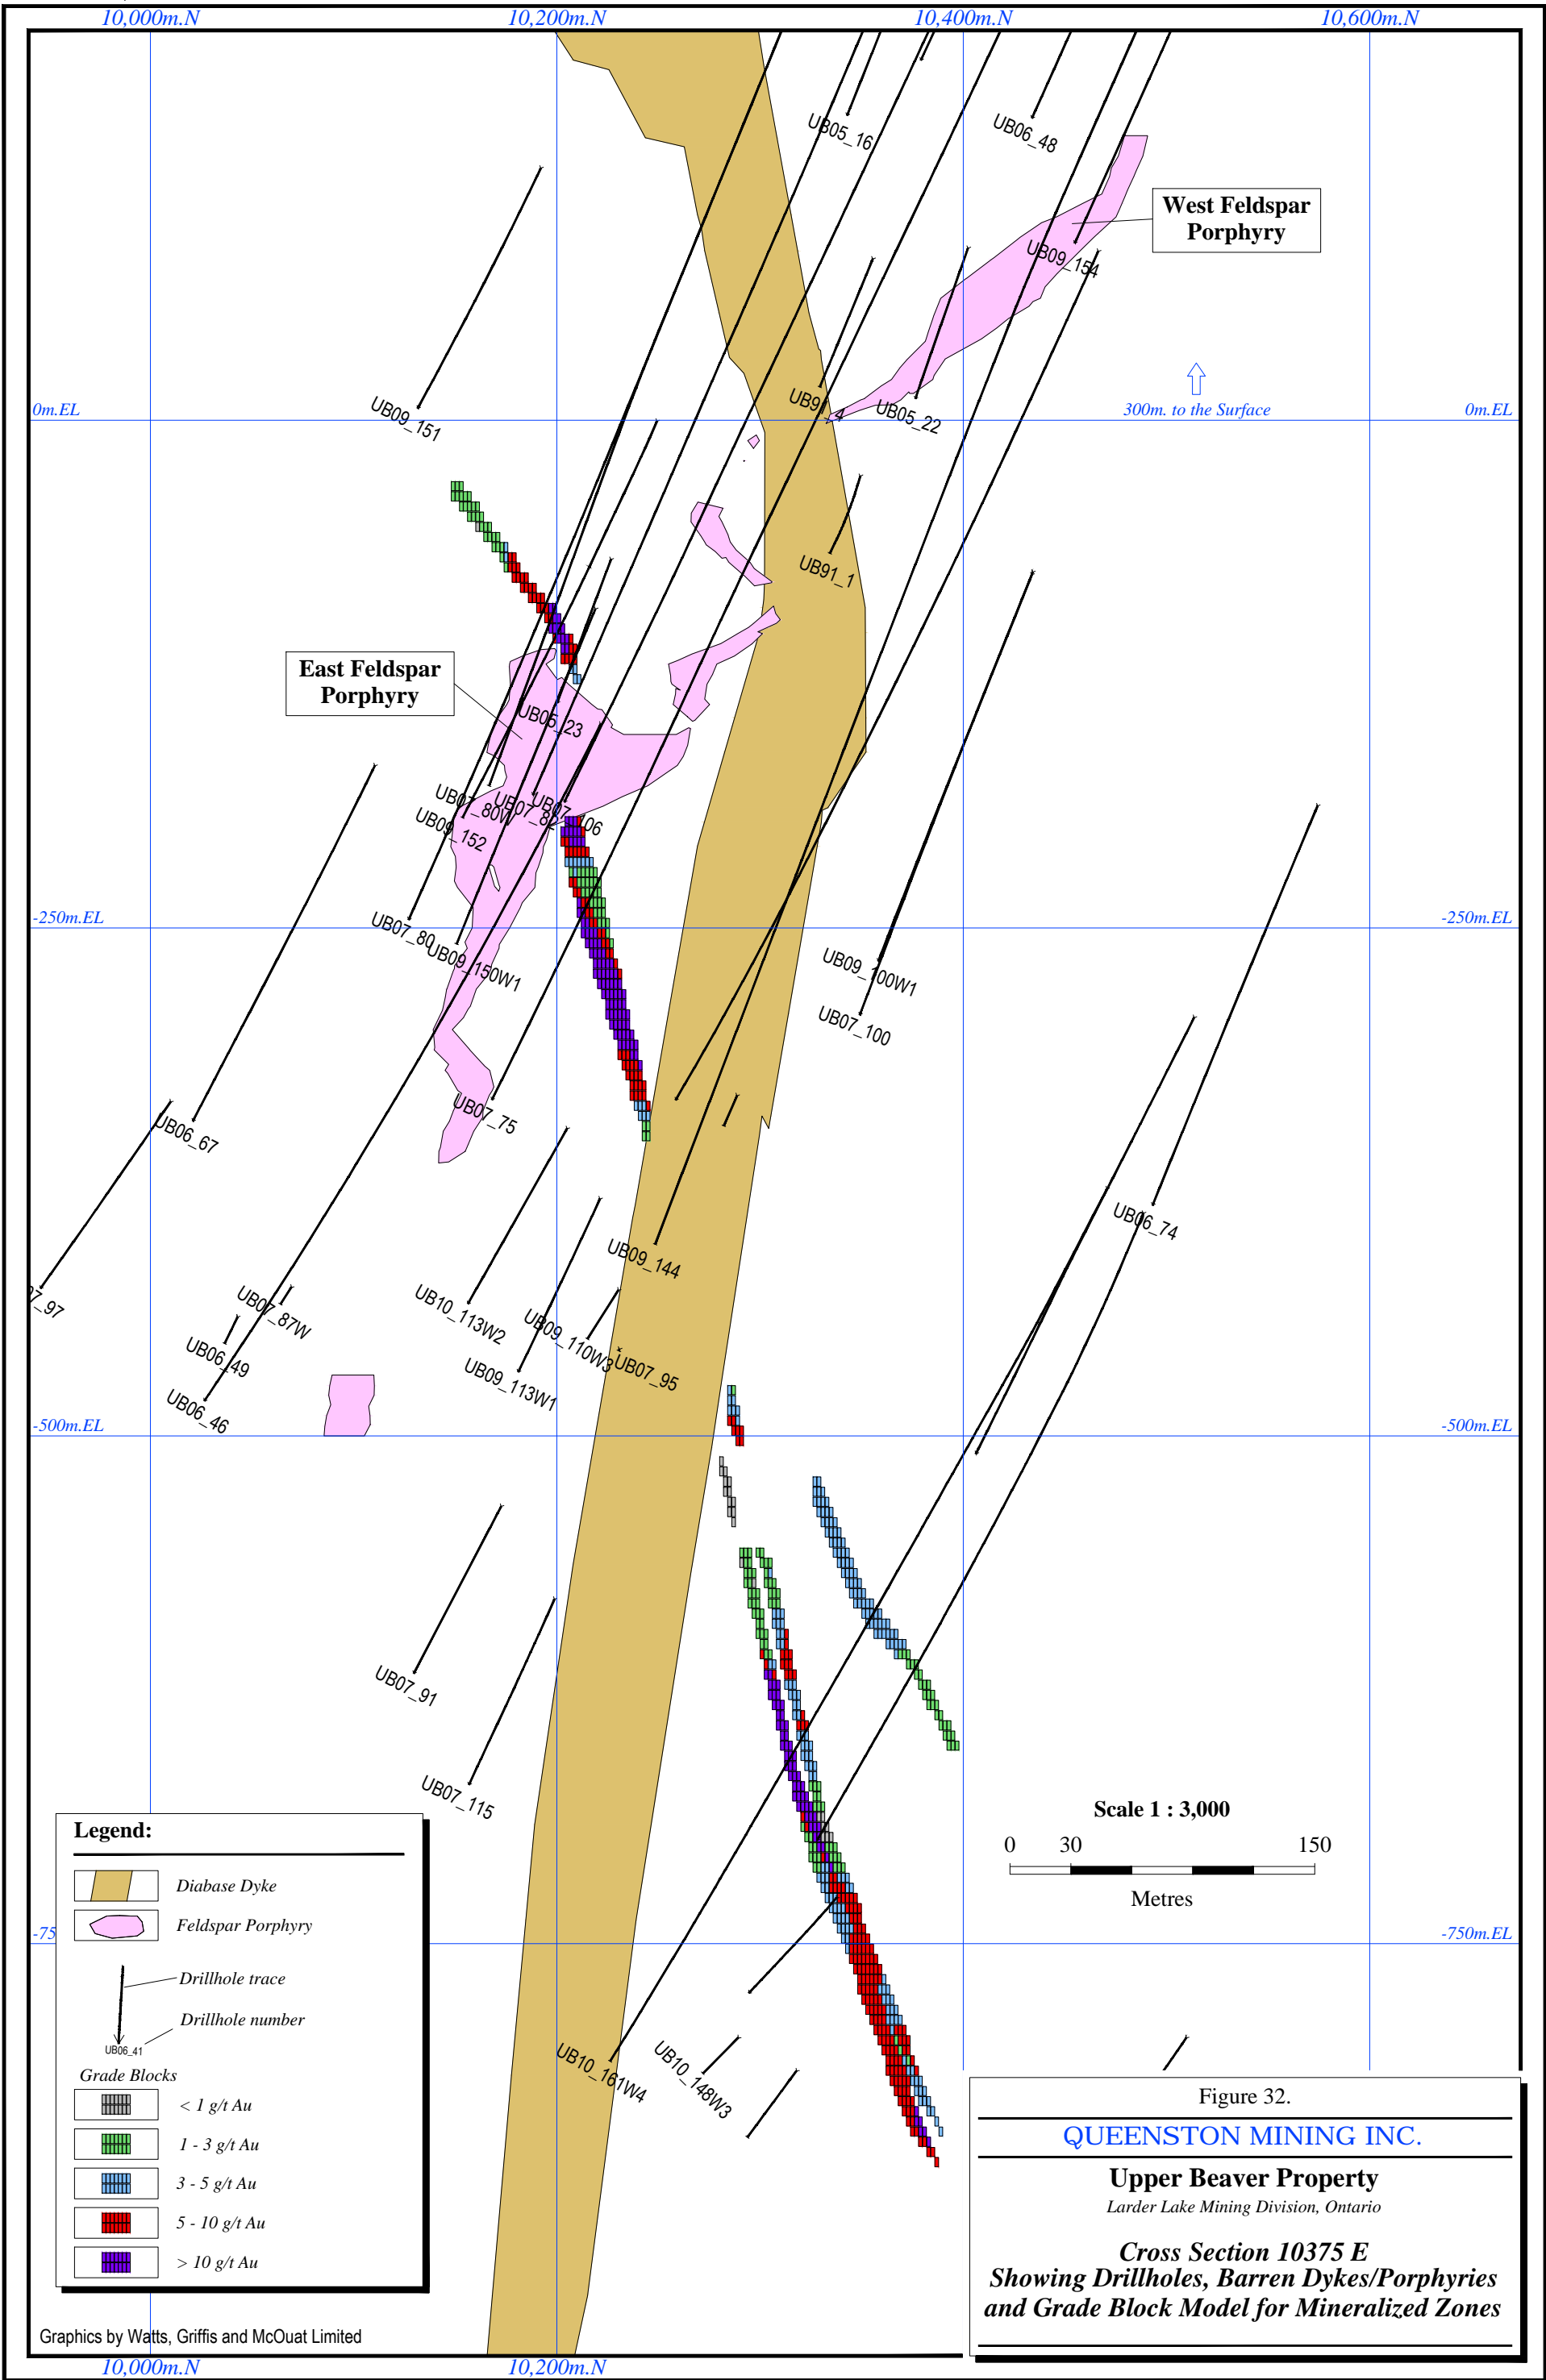 10,000m.N
10,200m.N
10,400m.N
10,600m.N
UB05_16
UB06_48
West Feldspar
Porphyry
UB09_154
UB09_151
UB91_4
UB05_22
0m.EL
300m. to the Surface
0m.EL
UB91_1
East Feldspar
Porphyry
UB05_23
UB07_80W
UB07_82
UB07_106
UB09_152
UB07_80
UB09_150W1
-250m.EL
-250m.EL
UB09_100W1
UB07_100
UB07_75
UB06_67
UB06_74
UB09_144
07_97
UB07_87W
UB10_113W2
UB09_110W3
UB06_49
UB07_95
UB09_113W1
UB06_46
-500m.EL
-500m.EL
UB07_91
UB07_115
Scale 1 : 3,000
0
30
150
Metres
-75
-750m.EL
UB10_161W4
UB10_148W3
Legend:
Diabase Dyke
Feldspar Porphyry
Drillhole trace
Drillhole number
UB06_41
Grade Blocks
< 1 g/t Au
1 - 3 g/t Au
3 - 5 g/t Au
5 - 10 g/t Au
> 10 g/t Au
Figure 32.
QUEENSTON MINING INC.
Upper Beaver Property
Larder Lake Mining Division, Ontario
Cross Section 10375 E
Showing Drillholes, Barren Dykes/Porphyries
and Grade Block Model for Mineralized Zones
Graphics by Watts, Griffis and McOuat Limited
10,000m.N
10,200m.N